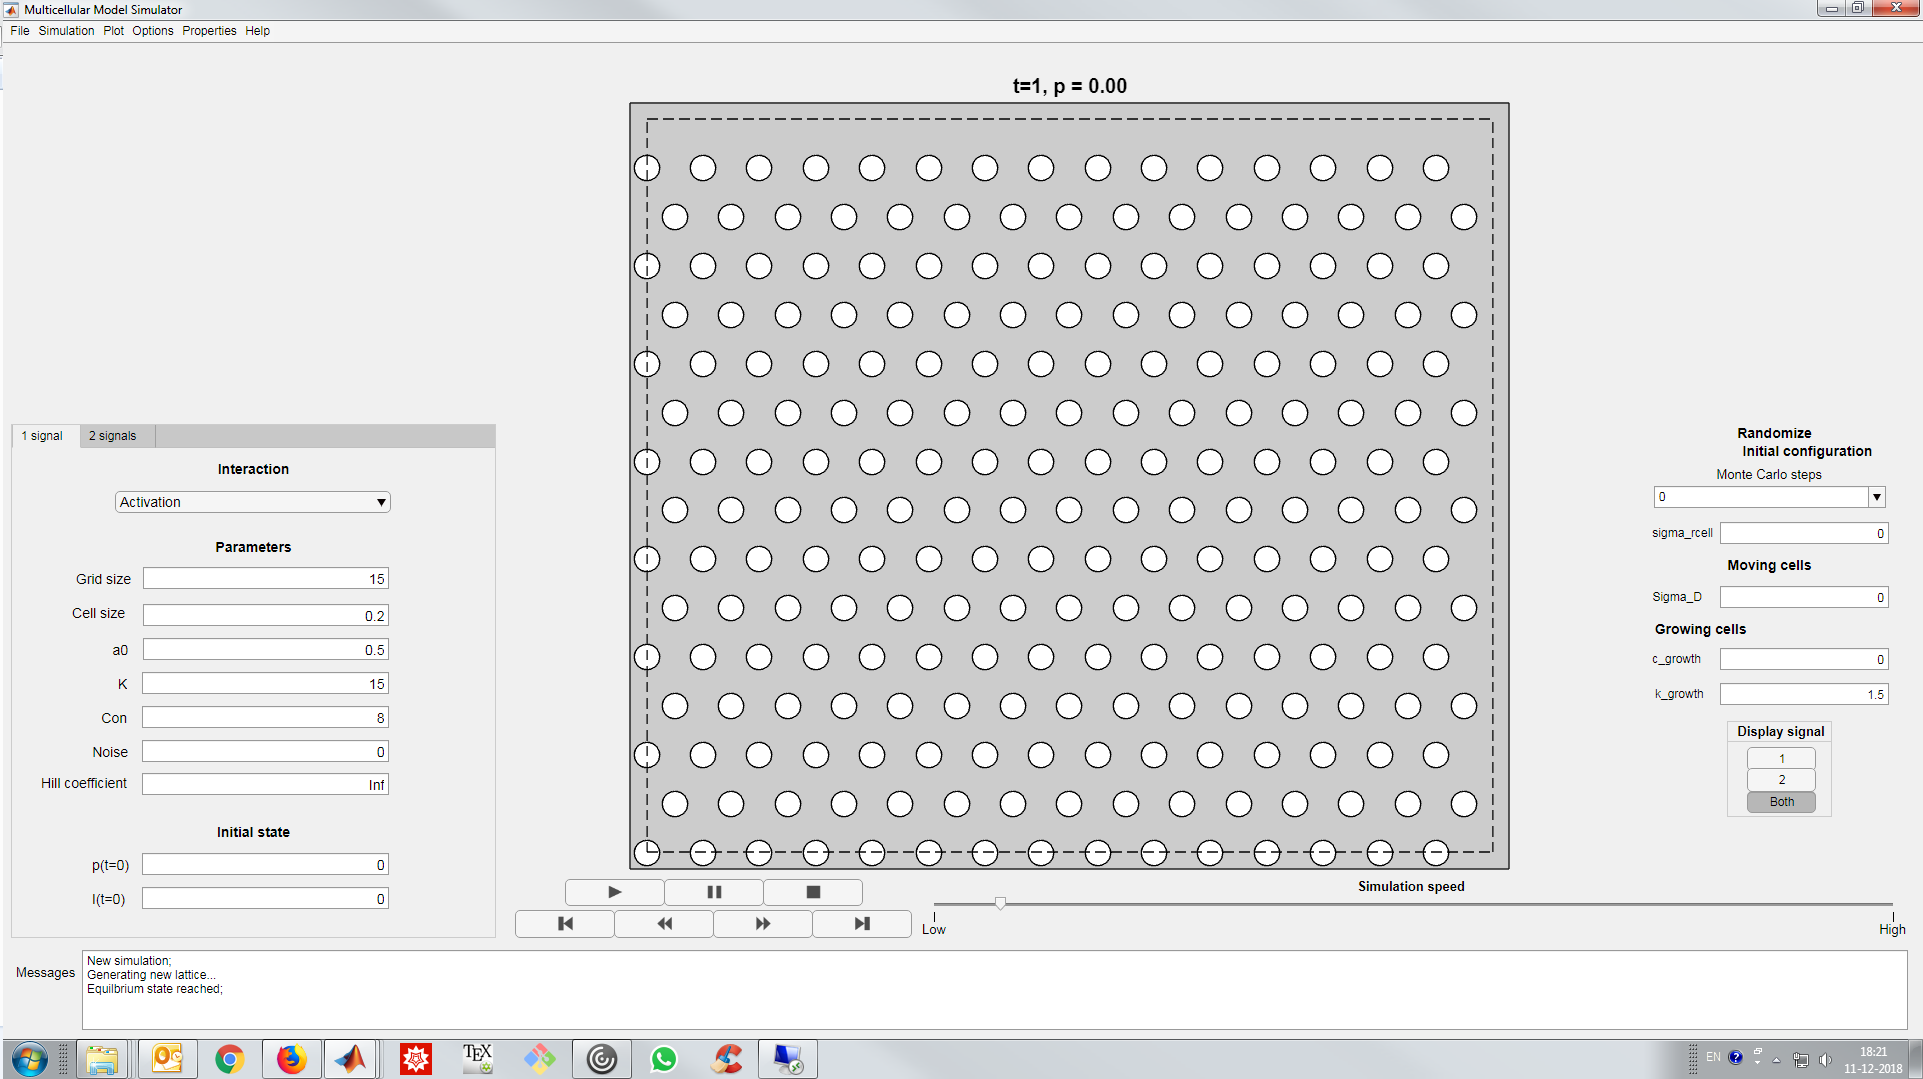 Multicellular Model Simulator
File Simulation Plot Options Properties Help
t=1, p = 0.00
1 signal 2 signals
Interaction
Activation
Parameters
Grid size 15
Cell size 0.2
a0 0.5
K 15
Con 8
Noise 0
Hill coefficient Inf
Initial state
p(t=0) 0
I(t=0) 0
Randomize
Initial configuration
Monte Carlo steps
0
sigma_rcell 0
Moving cells
Sigma_D 0
Growing cells
c_growth 0
k_growth 1.5
Display signal
1
2
Both
Simulation speed
Low High
Messages
New simulation;
Generating new lattice...
Equilbrium state reached;
TEX
EN
18:21
11-12-2018